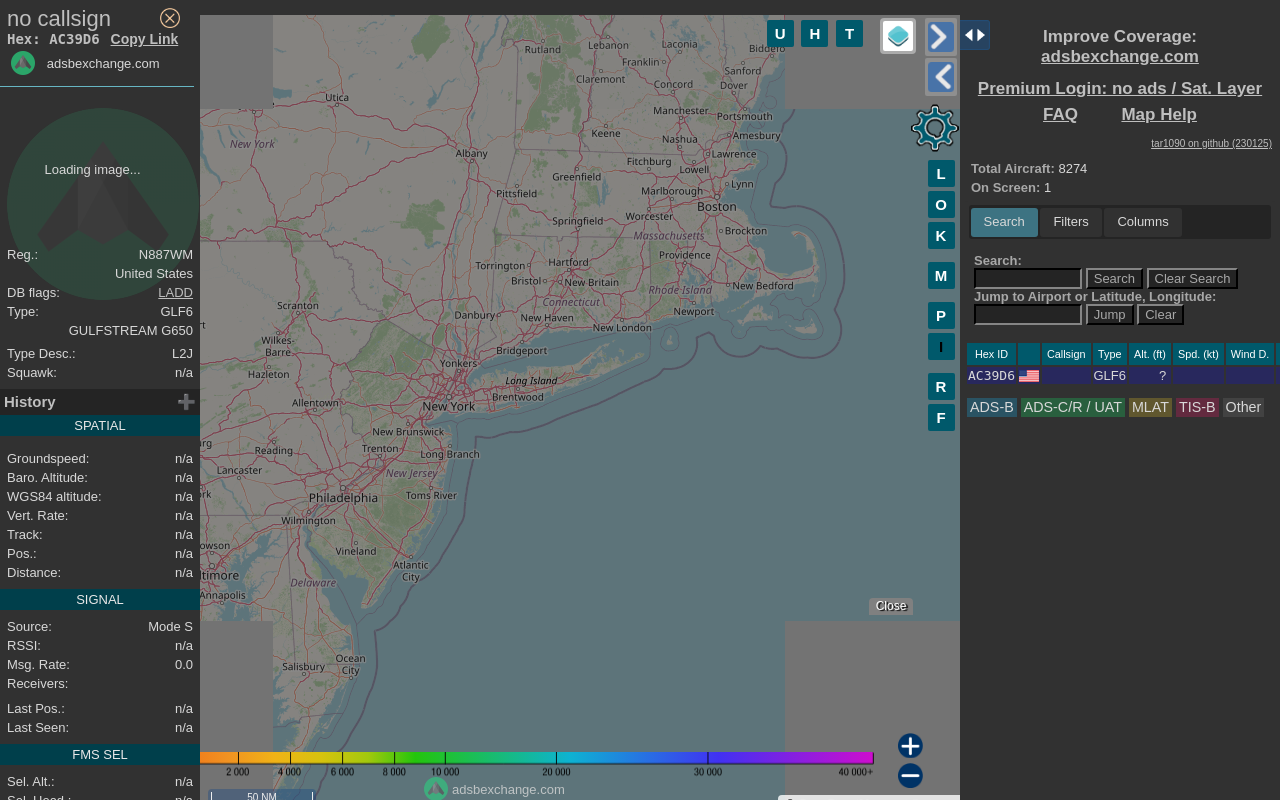 no callsign
Hex: AC39D6 Copy Link
adsbexchange.com
Loading image...
Reg.: N887WM
United States
DB flags: LADD
Type: GLF6
GULFSTREAM G650
Type Desc.: L2J
Squawk: n/a
History
SPATIAL
Groundspeed: n/a
Baro. Altitude: n/a
WGS84 altitude: n/a
Vert. Rate: n/a
Track: n/a
Pos.: n/a
Distance: n/a
SIGNAL
Source: Mode S
RSSI: n/a
Msg. Rate: 0.0
Receivers:
Last Pos.: n/a
Last Seen: n/a
FMS SEL
Sel. Alt.: n/a
Sel. Head.: n/a
U H T
Rutland
Lebanon
Laconia
Franklin
Sanford
Claremont
Concord
Dover
Utica
Manchester
Portsmouth
Keene
Nashua
Amesbury
New York
Albany
Fitchburg
Lawrence
Lowell
Greenfield
Lynn
Pittsfield
Marlborough
Boston
Springfield
Worcester
Massachusetts
Brockton
Providence
Torrington
Hartford
Bristol
New Britain
Rhode Island
New Bedford
Connecticut
Scranton
Danbury
New Haven
New London
Newport
Wilkes-
Barre
Bridgeport
Hazleton
Yonkers
Long Island
Allentown
New York
Brentwood
New Brunswick
Reading
Trenton
Long Branch
Lancaster
New Jersey
Philadelphia
Toms River
Wilmington
Vineland
Atlantic
City
Delaware
Annapolis
Salisbury
Ocean
City
L
O
K
M
P
I
R
F
Close
2 000 4 000 6 000 8 000 10 000 20 000 30 000 40 000+
adsbexchange.com
50 NM
Improve Coverage:
adsbexchange.com
Premium Login: no ads / Sat. Layer
FAQ Map Help
tar1090 on github (230125)
Total Aircraft: 8274
On Screen: 1
Search Filters Columns
Search:
Search Clear Search
Jump to Airport or Latitude, Longitude:
Jump Clear
Hex ID Callsign Type Alt. (ft) Spd. (kt) Wind D.
AC39D6 GLF6 ?
ADS-B ADS-C/R / UAT MLAT TIS-B Other